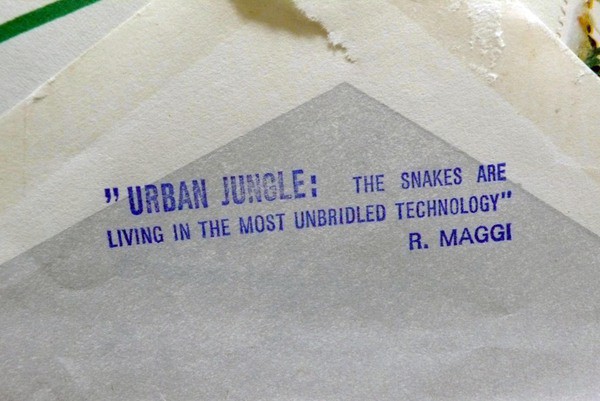 "URBAN JUNGLE: THE SNAKES ARE
LIVING IN THE MOST UNBRIDLED TECHNOLOGY"
R. MAGGI